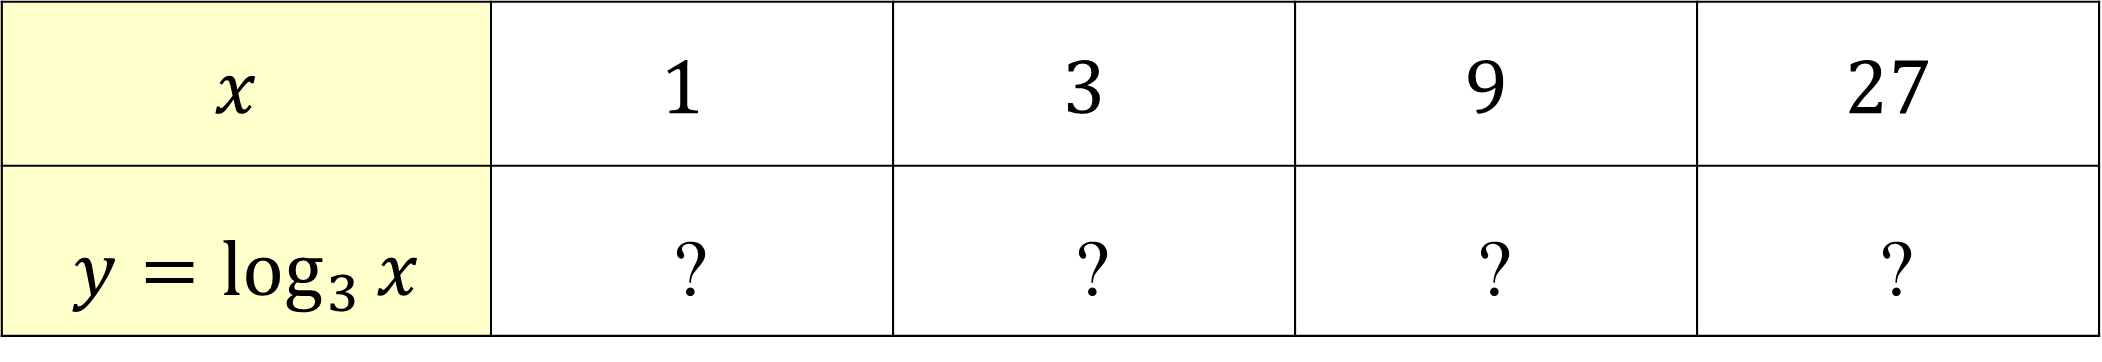 x 1 3 9 27
y = log₃ x ? ? ? ?